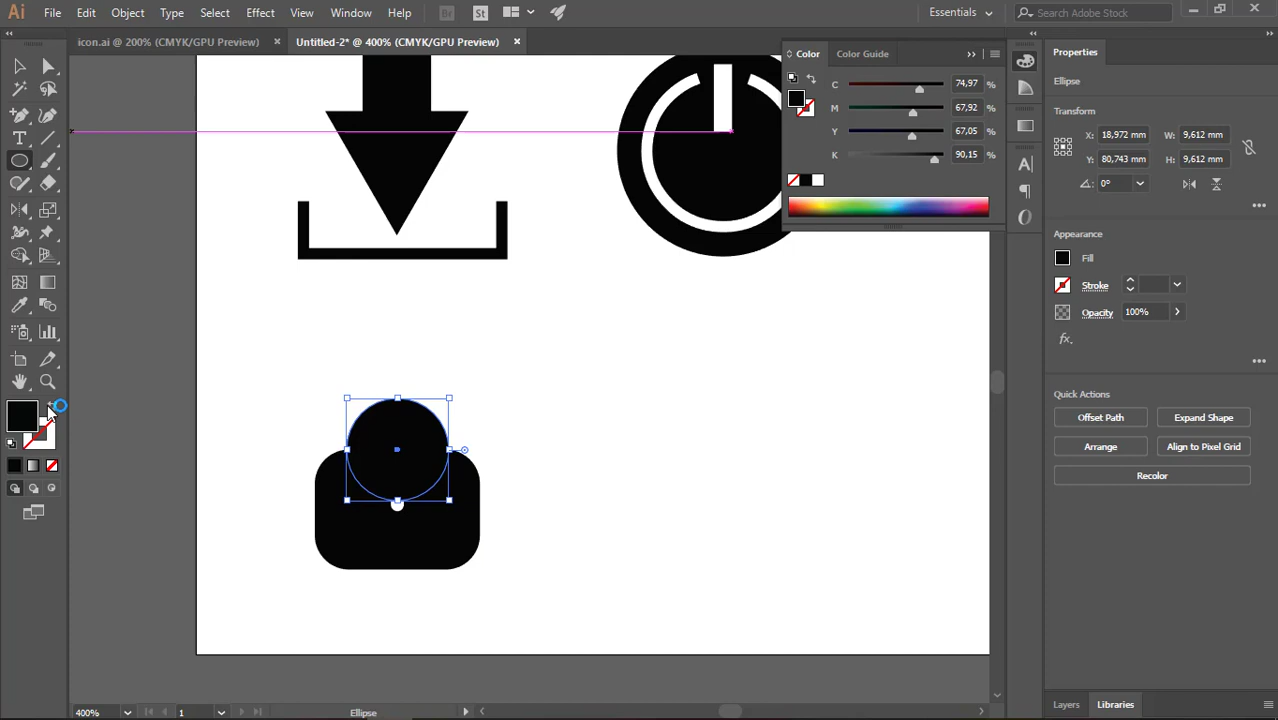 Ai File Edit Object Type Select Effect View Window Help Br St Essentials Search Adobe Stock
icon.ai @ 200% (CMYK/GPU Preview) × Untitled-2* @ 400% (CMYK/GPU Preview) ×
Color Color Guide
C 74,97 %
M 67,92 %
Y 67,05 %
K 90,15 %
Properties
Ellipse
Transform
X: 18,972 mm W: 9,612 mm
Y: 80,743 mm H: 9,612 mm
0°
Appearance
Fill
Stroke
Opacity 100%
fx.
Quick Actions
Offset Path Expand Shape
Arrange Align to Pixel Grid
Recolor
Layers Libraries
400% 1 Ellipse